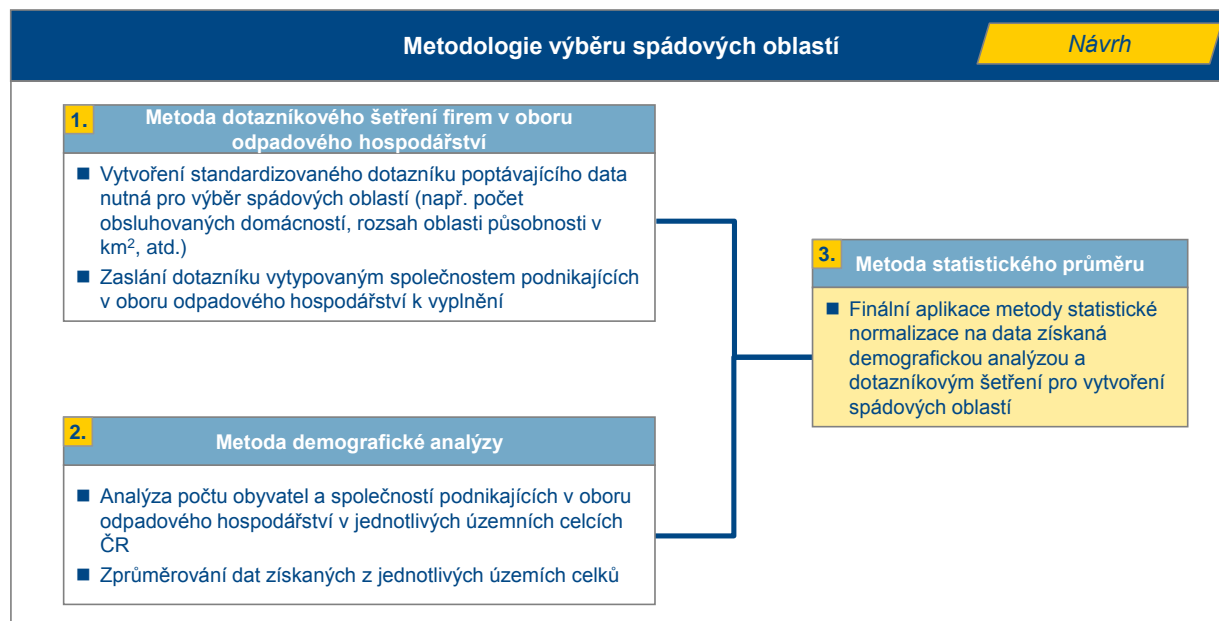 Metodologie výběru spádových oblastí
Návrh
1.
Metoda dotazníkového šetření firem v oboru
odpadového hospodářství
■ Vytvoření standardizovaného dotazníku poptávajícího data
nutná pro výběr spádových oblastí (např. počet
obsluhovaných domácností, rozsah oblasti působnosti v
km², atd.)
■ Zaslání dotazníku vytypovaným společnostem podnikajících
v oboru odpadového hospodářství k vyplnění
2.
Metoda demografické analýzy
■ Analýza počtu obyvatel a společností podnikajících v oboru
odpadového hospodářství v jednotlivých územních celcích
ČR
■ Zprůměrování dat získaných z jednotlivých územích celků
3.
Metoda statistického průměru
■ Finální aplikace metody statistické
normalizace na data získaná
demografickou analýzou a
dotazníkovým šetření pro vytvoření
spádových oblastí